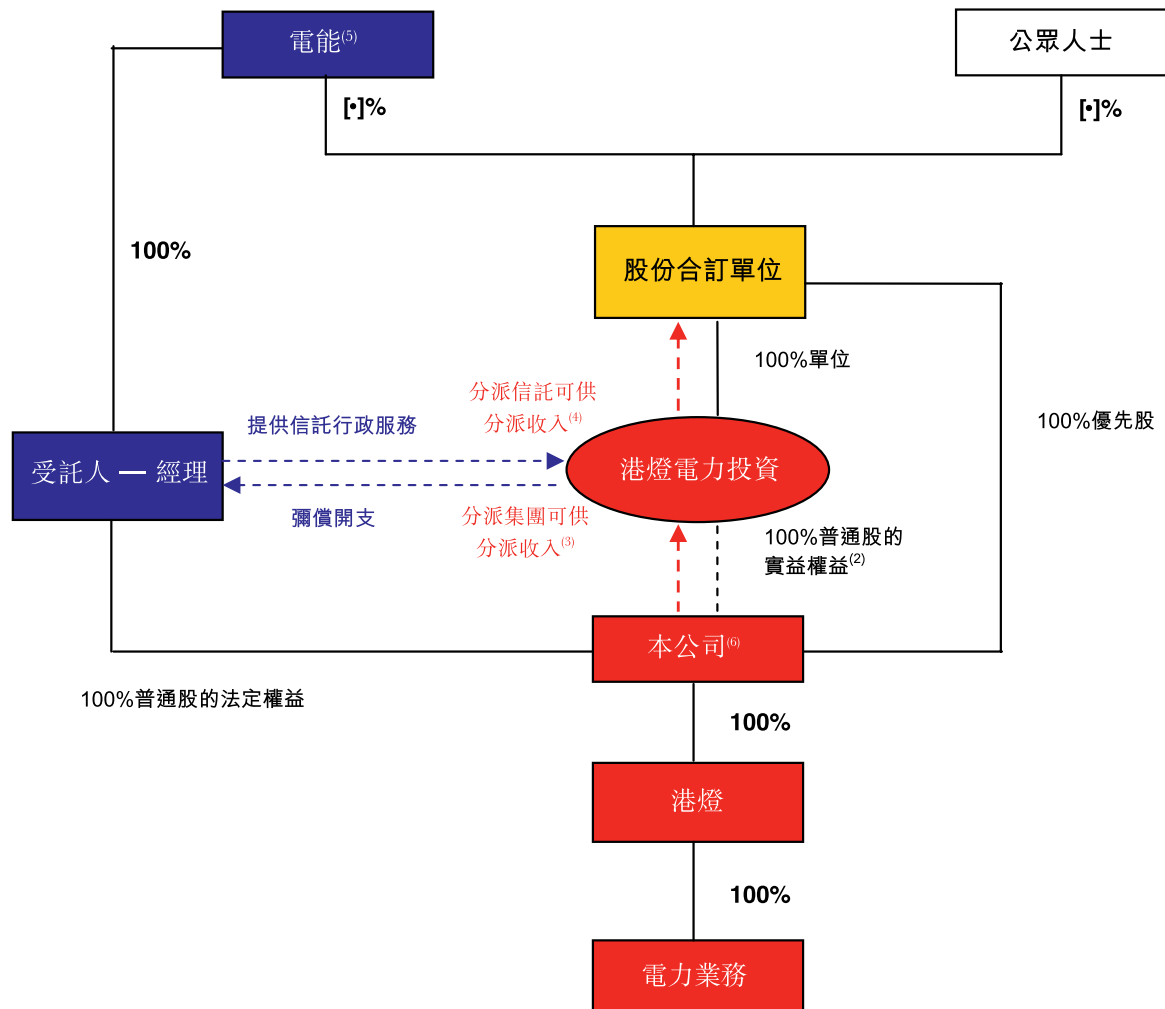 電能(5)
公眾人士
[•]%
[•]%
100%
股份合訂單位
100%單位
分派信託可供
分派收入(4)
100%優先股
提供信託行政服務
受託人 — 經理
港燈電力投資
彌償開支
分派集團可供
分派收入(3)
100%普通股的
實益權益(2)
本公司(6)
100%普通股的法定權益
100%
港燈
100%
電力業務